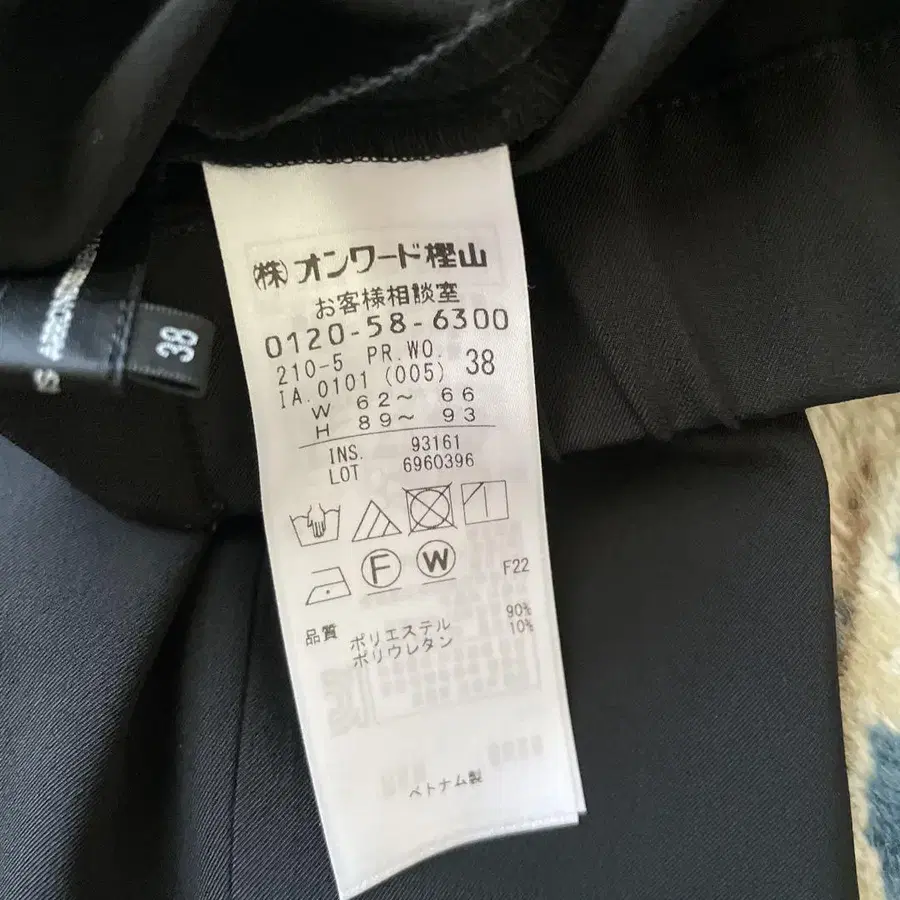 (株)オンワード樫山
お客様相談室
0120-58-6300
210-5 PR.WO. 38
IA.0101 (005)
W 62~ 66
H 89~ 93
INS. 93161
LOT 6960396
F W
F22
品質 ポリエステル 90%
ポリウレタン 10%
ベトナム製
38